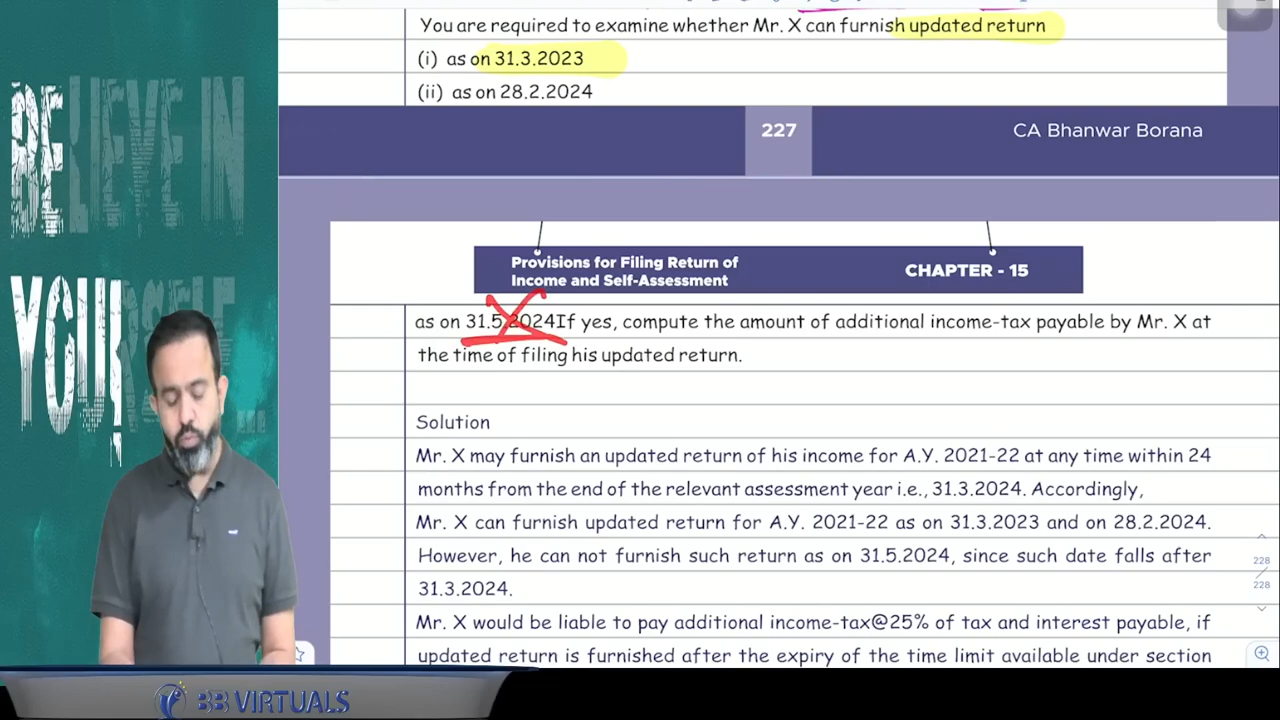 You are required to examine whether Mr. X can furnish updated return
(i) as on 31.3.2023
(ii) as on 28.2.2024
227
CA Bhanwar Borana
BELIEVE IN
YOURSELF...
Provisions for Filing Return of
Income and Self-Assessment
CHAPTER - 15
as on 31.5.2024If yes, compute the amount of additional income-tax payable by Mr. X at
the time of filing his updated return.
Solution
Mr. X may furnish an updated return of his income for A.Y. 2021-22 at any time within 24
months from the end of the relevant assessment year i.e., 31.3.2024. Accordingly,
Mr. X can furnish updated return for A.Y. 2021-22 as on 31.3.2023 and on 28.2.2024.
However, he can not furnish such return as on 31.5.2024, since such date falls after
31.3.2024.
Mr. X would be liable to pay additional income-tax@25% of tax and interest payable, if
updated return is furnished after the expiry of the time limit available under section
228
228
BB VIRTUALS